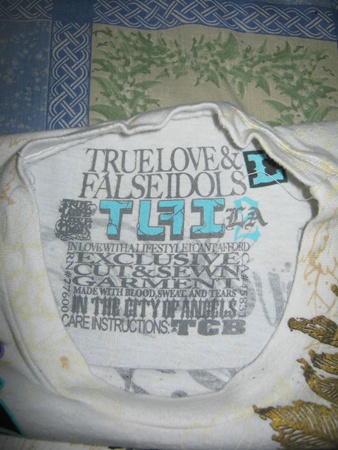 TRUE LOVE &
FALSE IDOLS
L
TLFI LA
IN LOVE WITH A LIFESTYLE I CAN'T AFFORD
EXCLUSIVE
CUT & SEWN
GARMENT
MADE WITH BLOOD, SWEAT, AND TEARS
IN THE CITY OF ANGELS
CARE INSTRUCTIONS: TCB